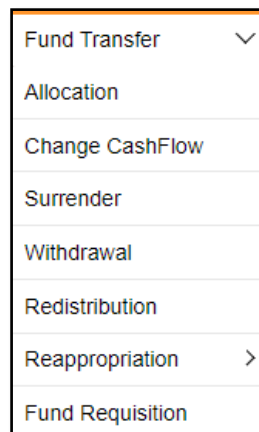 Fund Transfer
Allocation
Change CashFlow
Surrender
Withdrawal
Redistribution
Reappropriation
Fund Requisition